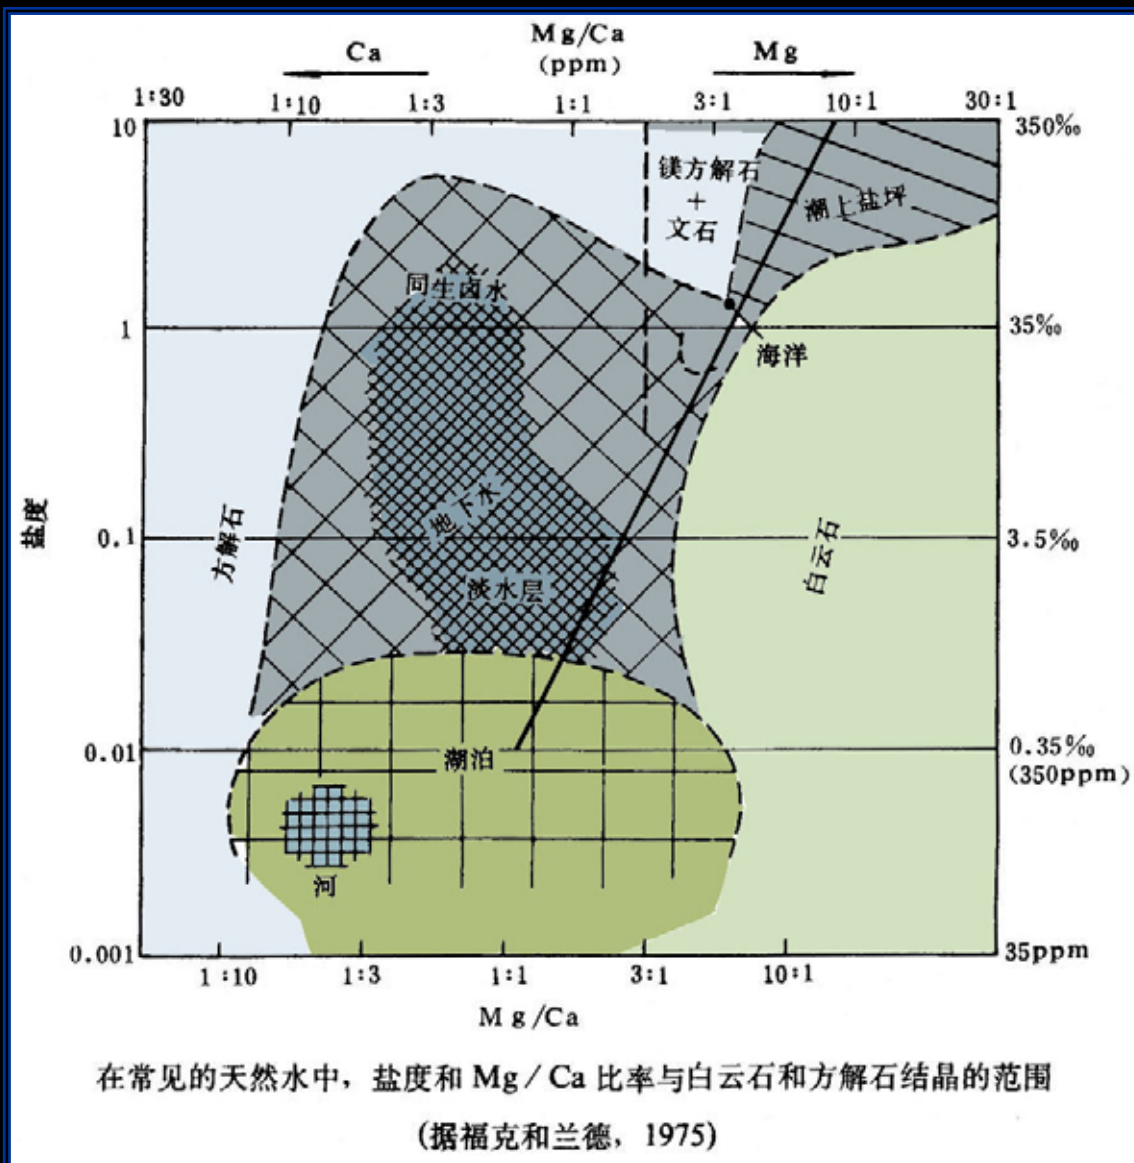 Mg/Ca
Ca
(ppm)
Mg
1:30
1:10
1:3
1:1
3:1
10:1
30:1
10
350‰
镁方解石
+
文石
潮上盐坪
同生卤水
1
35‰
海洋
盐度
方解石
地下水
0.1
3.5‰
白云石
淡水层
0.01
湖泊
0.35‰
(350ppm)
河
0.001
35ppm
1:10
1:3
1:1
3:1
10:1
Mg/Ca
在常见的天然水中，盐度和 Mg/Ca 比率与白云石和方解石结晶的范围
(据福克和兰德，1975)